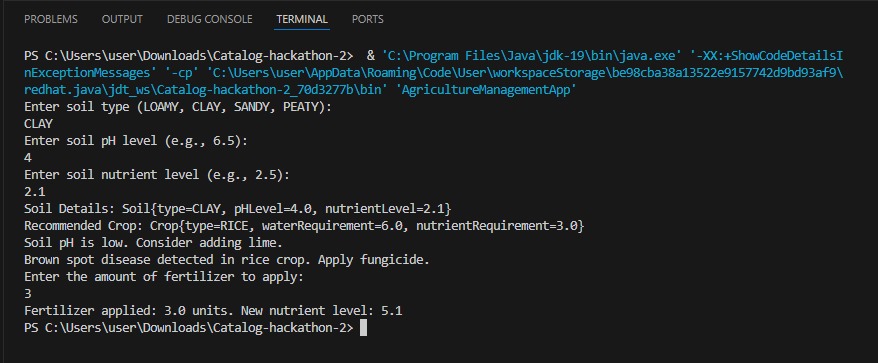 PROBLEMS OUTPUT DEBUG CONSOLE TERMINAL PORTS
PS C:\Users\user\Downloads\Catalog-hackathon-2>  & 'C:\Program Files\Java\jdk-19\bin\java.exe' '-XX:+ShowCodeDetailsI
nExceptionMessages' '-cp' 'C:\Users\user\AppData\Roaming\Code\User\workspaceStorage\be98cba38a13522e9157742d9bd93af9\
redhat.java\jdt_ws\Catalog-hackathon-2_70d3277b\bin' 'AgricultureManagementApp'
Enter soil type (LOAMY, CLAY, SANDY, PEATY):
CLAY
Enter soil pH level (e.g., 6.5):
4
Enter soil nutrient level (e.g., 2.5):
2.1
Soil Details: Soil{type=CLAY, pHLevel=4.0, nutrientLevel=2.1}
Recommended Crop: Crop{type=RICE, waterRequirement=6.0, nutrientRequirement=3.0}
Soil pH is low. Consider adding lime.
Brown spot disease detected in rice crop. Apply fungicide.
Enter the amount of fertilizer to apply:
3
Fertilizer applied: 3.0 units. New nutrient level: 5.1
PS C:\Users\user\Downloads\Catalog-hackathon-2>